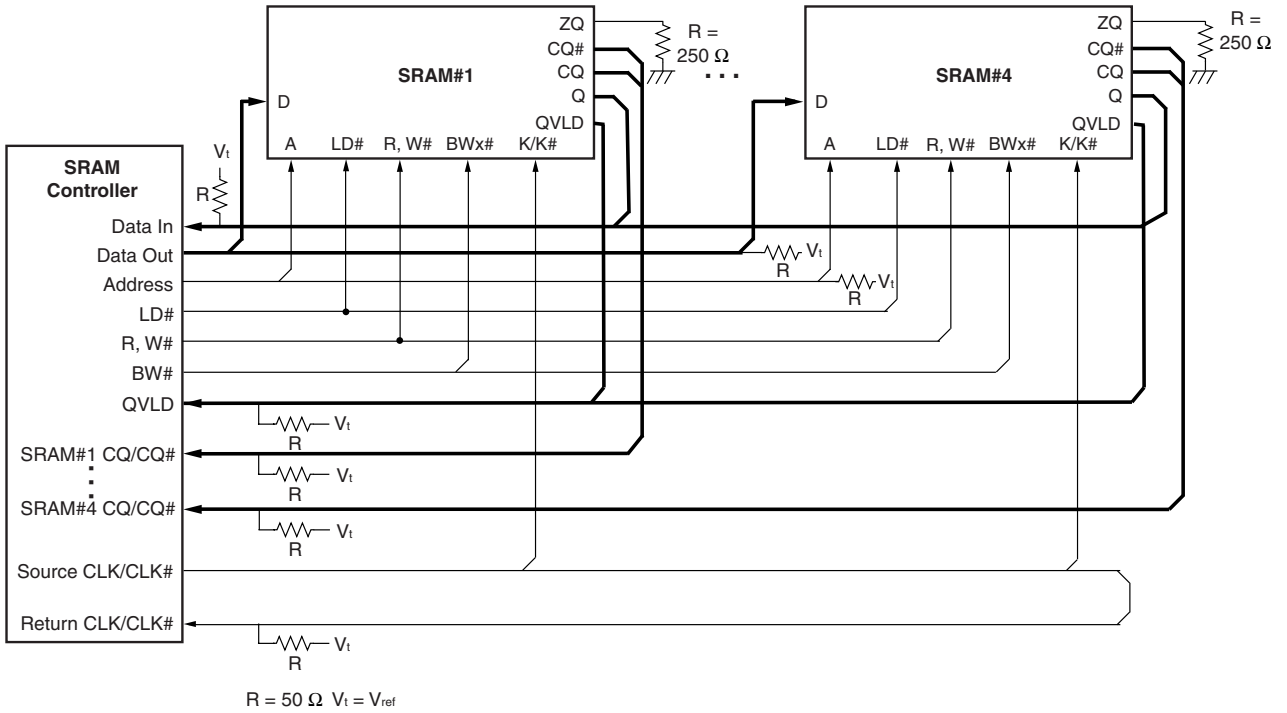 ZQ
R =
250 Ω
CQ#
CQ
SRAM#1
Q
D
QVLD
A LD# R, W# BWx# K/K#
. . .
ZQ
R =
250 Ω
CQ#
CQ
SRAM#4
Q
D
QVLD
A LD# R, W# BWx# K/K#
SRAM
Controller
Vt
R
Data In
Data Out
R Vt
Address
R Vt
LD#
R, W#
BW#
QVLD
R Vt
SRAM#1 CQ/CQ#
R Vt
SRAM#4 CQ/CQ#
R Vt
Source CLK/CLK#
Return CLK/CLK#
R Vt
R = 50 Ω Vt = Vref